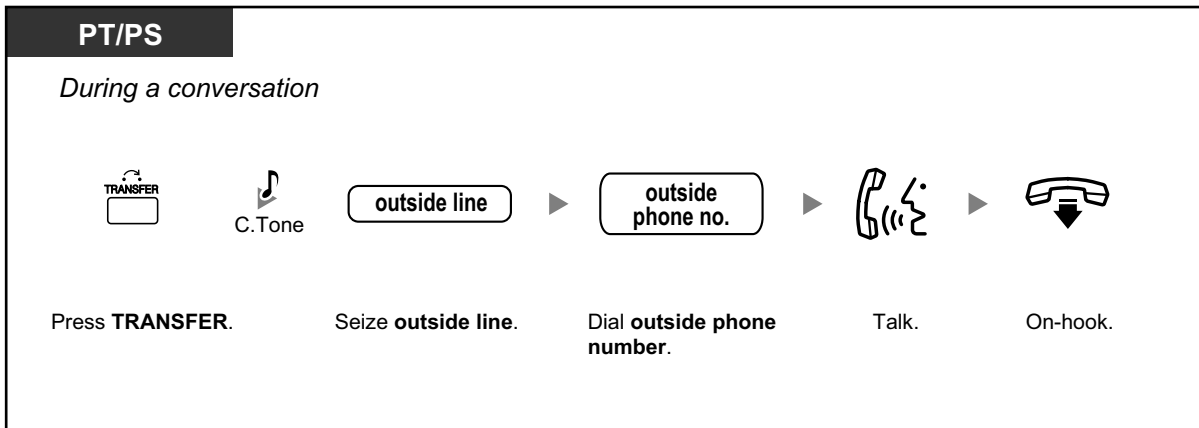 PT/PS
During a conversation
TRANSFER
C.Tone
outside line
outside
phone no.
Press TRANSFER.
Seize outside line.
Dial outside phone
number.
Talk.
On-hook.